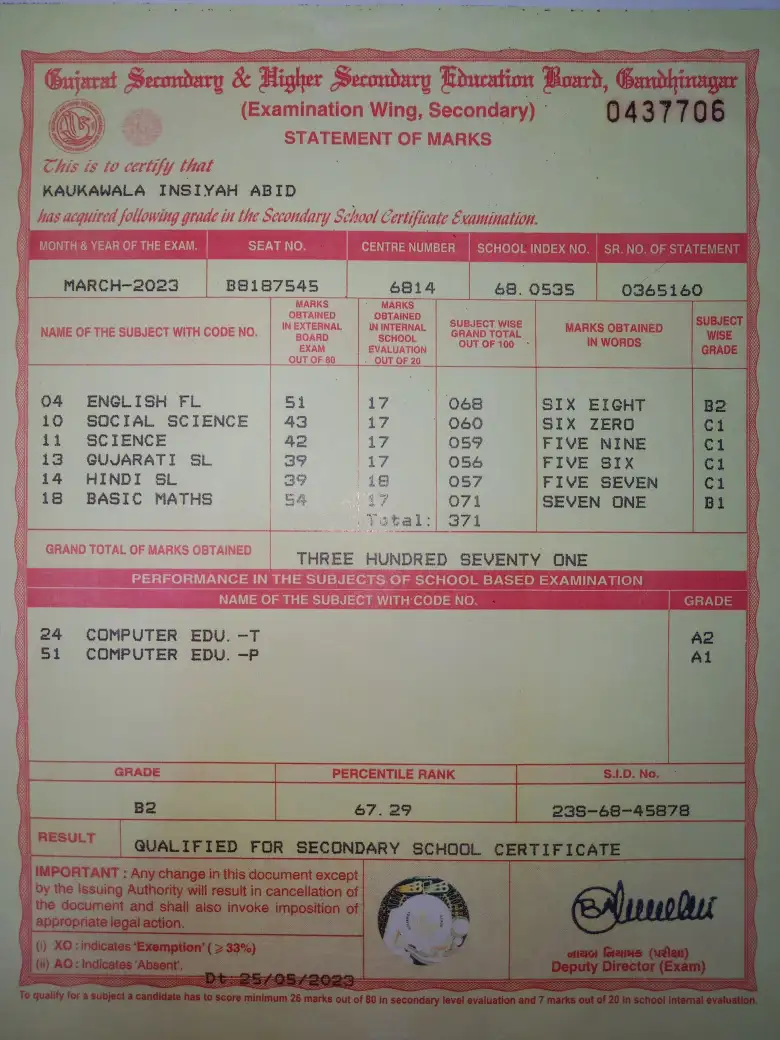 Gujarat Secondary & Higher Secondary Education Board, Gandhinagar
(Examination Wing, Secondary)
0437706
STATEMENT OF MARKS
This is to certify that
KAUKAWALA INSIYAH ABID
has acquired following grade in the Secondary School Certificate Examination.
MONTH & YEAR OF THE EXAM. SEAT NO. CENTRE NUMBER SCHOOL INDEX NO. SR. NO. OF STATEMENT
MARCH-2023 B8187545 6814 68.0535 0365160
NAME OF THE SUBJECT WITH CODE NO. MARKS OBTAINED IN EXTERNAL BOARD EXAM OUT OF 80 MARKS OBTAINED IN INTERNAL SCHOOL EVALUATION OUT OF 20 SUBJECT WISE GRAND TOTAL OUT OF 100 MARKS OBTAINED IN WORDS SUBJECT WISE GRADE
04 ENGLISH FL 51 17 068 SIX EIGHT B2
10 SOCIAL SCIENCE 43 17 060 SIX ZERO C1
11 SCIENCE 42 17 059 FIVE NINE C1
13 GUJARATI SL 39 17 056 FIVE SIX C1
14 HINDI SL 39 18 057 FIVE SEVEN C1
18 BASIC MATHS 54 17 071 SEVEN ONE B1
Total: 371
GRAND TOTAL OF MARKS OBTAINED THREE HUNDRED SEVENTY ONE
PERFORMANCE IN THE SUBJECTS OF SCHOOL BASED EXAMINATION
NAME OF THE SUBJECT WITH CODE NO. GRADE
24 COMPUTER EDU.-T A2
51 COMPUTER EDU.-P A1
GRADE PERCENTILE RANK S.I.D. No.
B2 67.29 23S-68-45878
RESULT QUALIFIED FOR SECONDARY SCHOOL CERTIFICATE
IMPORTANT : Any change in this document except
by the Issuing Authority will result in cancellation of
the document and shall also invoke imposition of
appropriate legal action.
(i) XO : indicates 'Exemption' (⩾33%)
(ii) AO : Indicates 'Absent'.
Dt: 25/05/2023
નાયબ નિયામક (પરીક્ષા)
Deputy Director (Exam)
To qualify for a subject a candidate has to score minimum 26 marks out of 80 in secondary level evaluation and 7 marks out of 20 in school internal evaluation.